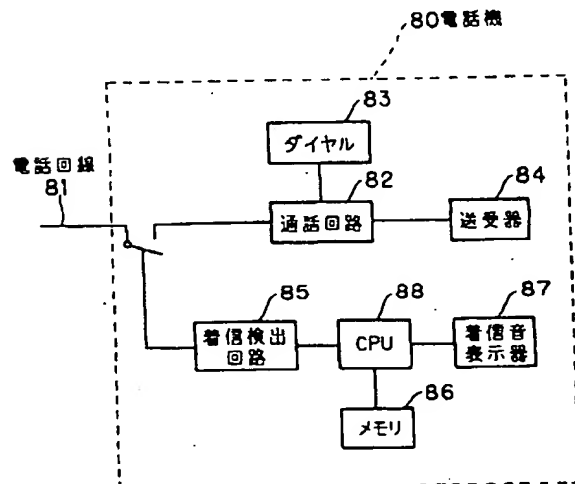 80電話機
83
ダイヤル
電話回線
81
82
通話回路
84
送受器
85
着信検出
回路
88
CPU
87
着信音
表示器
86
メモリ